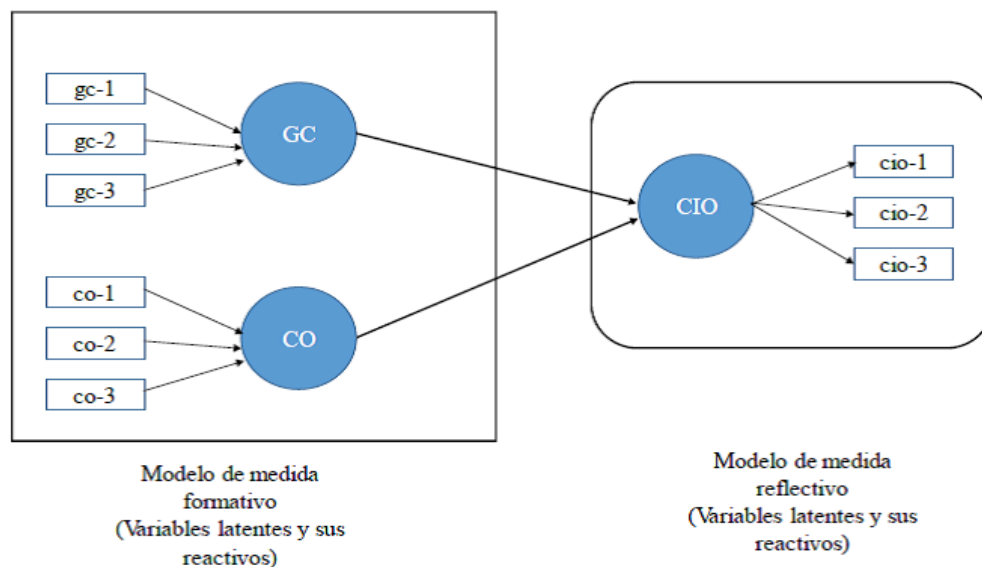 gc-1
gc-2
gc-3
GC
co-1
co-2
co-3
CO
CIO
cio-1
cio-2
cio-3
Modelo de medida
formativo
(Variables latentes y sus
reactivos)
Modelo de medida
reflectivo
(Variables latentes y sus
reactivos)